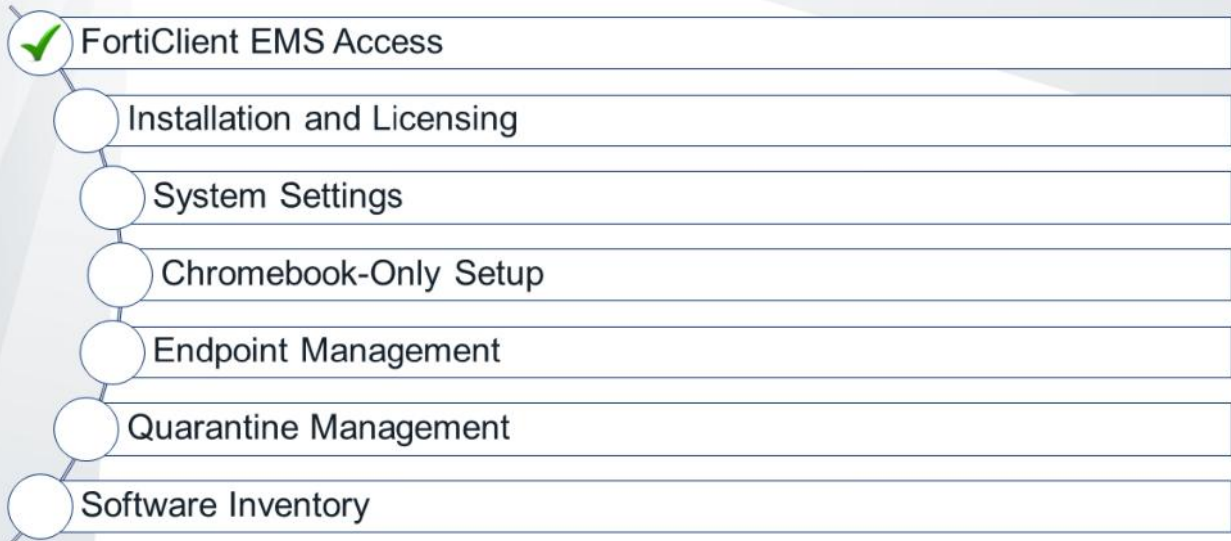 FortiClient EMS Access
Installation and Licensing
System Settings
Chromebook-Only Setup
Endpoint Management
Quarantine Management
Software Inventory